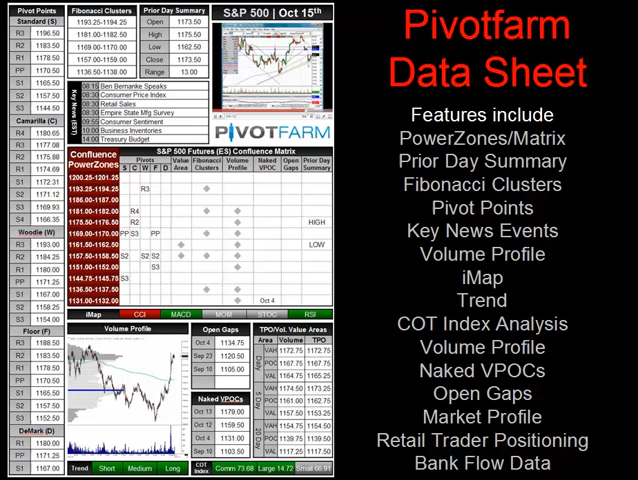 Pivot Points
Standard (S)
R3 1196.50
R2 1183.50
R1 1178.50
PP 1170.50
S1 1165.50
S2 1157.50
S3 1144.50
Camarilla (C)
R4 1180.65
R3 1177.08
R2 1175.88
R1 1174.69
S1 1172.31
S2 1171.12
S3 1169.93
S4 1166.35
Woodie (W)
R3 1193.00
R2 1184.25
R1 1180.00
PP 1171.25
S1 1167.00
S2 1158.25
S3 1154.00
Floor (F)
R3 1188.50
R2 1183.50
R1 1178.50
PP 1170.50
S1 1165.50
S2 1157.50
S3 1152.50
DeMark (D)
R1 1180.00
PP 1171.25
S1 1167.00
Fibonacci Clusters
1193.25-1194.25
1181.00-1182.50
1169.00-1170.00
1157.00-1159.00
1136.50-1138.00
Prior Day Summary
Open 1173.50
High 1175.50
Low 1162.50
Close 1173.50
Range 13.00
S&P 500 | Oct 15th
PIVOTFARM
Key News (EST)
08:15 Ben Bernanke Speaks
08:30 Consumer Price Index
08:30 Retail Sales
08:30 Empire State Mfg Survey
09:55 Consumer Sentiment
10:00 Business Inventories
14:00 Treasury Budget
Confluence PowerZones
S&P 500 Futures (ES) Confluence Matrix
Pivots
S C W F D
Value Area
Fibonacci Clusters
Volume Profile
Naked VPOC
Open Gaps
Prior Day Summary
1200.25-1201.25
1193.25-1194.25 R3
1186.00-1187.00
1181.00-1182.00 R4
1175.50-1176.50 R2 HIGH
1169.00-1170.00 PP S3 PP
1161.50-1162.50 LOW
1157.50-1158.50 S2 S2 S2
1151.00-1152.00 S3
1144.75-1145.75 S3
1136.50-1137.50
1131.00-1132.00 Oct 4
iMap CCI MACD MOM STOC RSI
Volume Profile
Open Gaps
Oct 4 1134.75
Sep 23 1120.50
Sep 10 1105.00
Naked VPOCs
Oct 13 1179.00
Oct 12 1159.50
Oct 4 1131.00
Sep 10 1103.50
TPO/Vol. Value Areas
Area TPO Volume
Daily
VAH 1172.75 1172.75
POC 1167.75 1167.75
VAL 1164.75 1165.25
5 Day
VAH 1174.50 1173.25
POC 1161.00 1162.75
VAL 1157.50 1153.25
20 Day
VAH 1154.75 1154.50
POC 1139.75 1139.50
VAL 1117.25 1117.50
Trend Short Medium Long
COT Index Comm 73.68 Large 14.72 Small 66.91
Pivotfarm
Data Sheet
Features include
PowerZones/Matrix
Prior Day Summary
Fibonacci Clusters
Pivot Points
Key News Events
Volume Profile
iMap
Trend
COT Index Analysis
Volume Profile
Naked VPOCs
Open Gaps
Market Profile
Retail Trader Positioning
Bank Flow Data